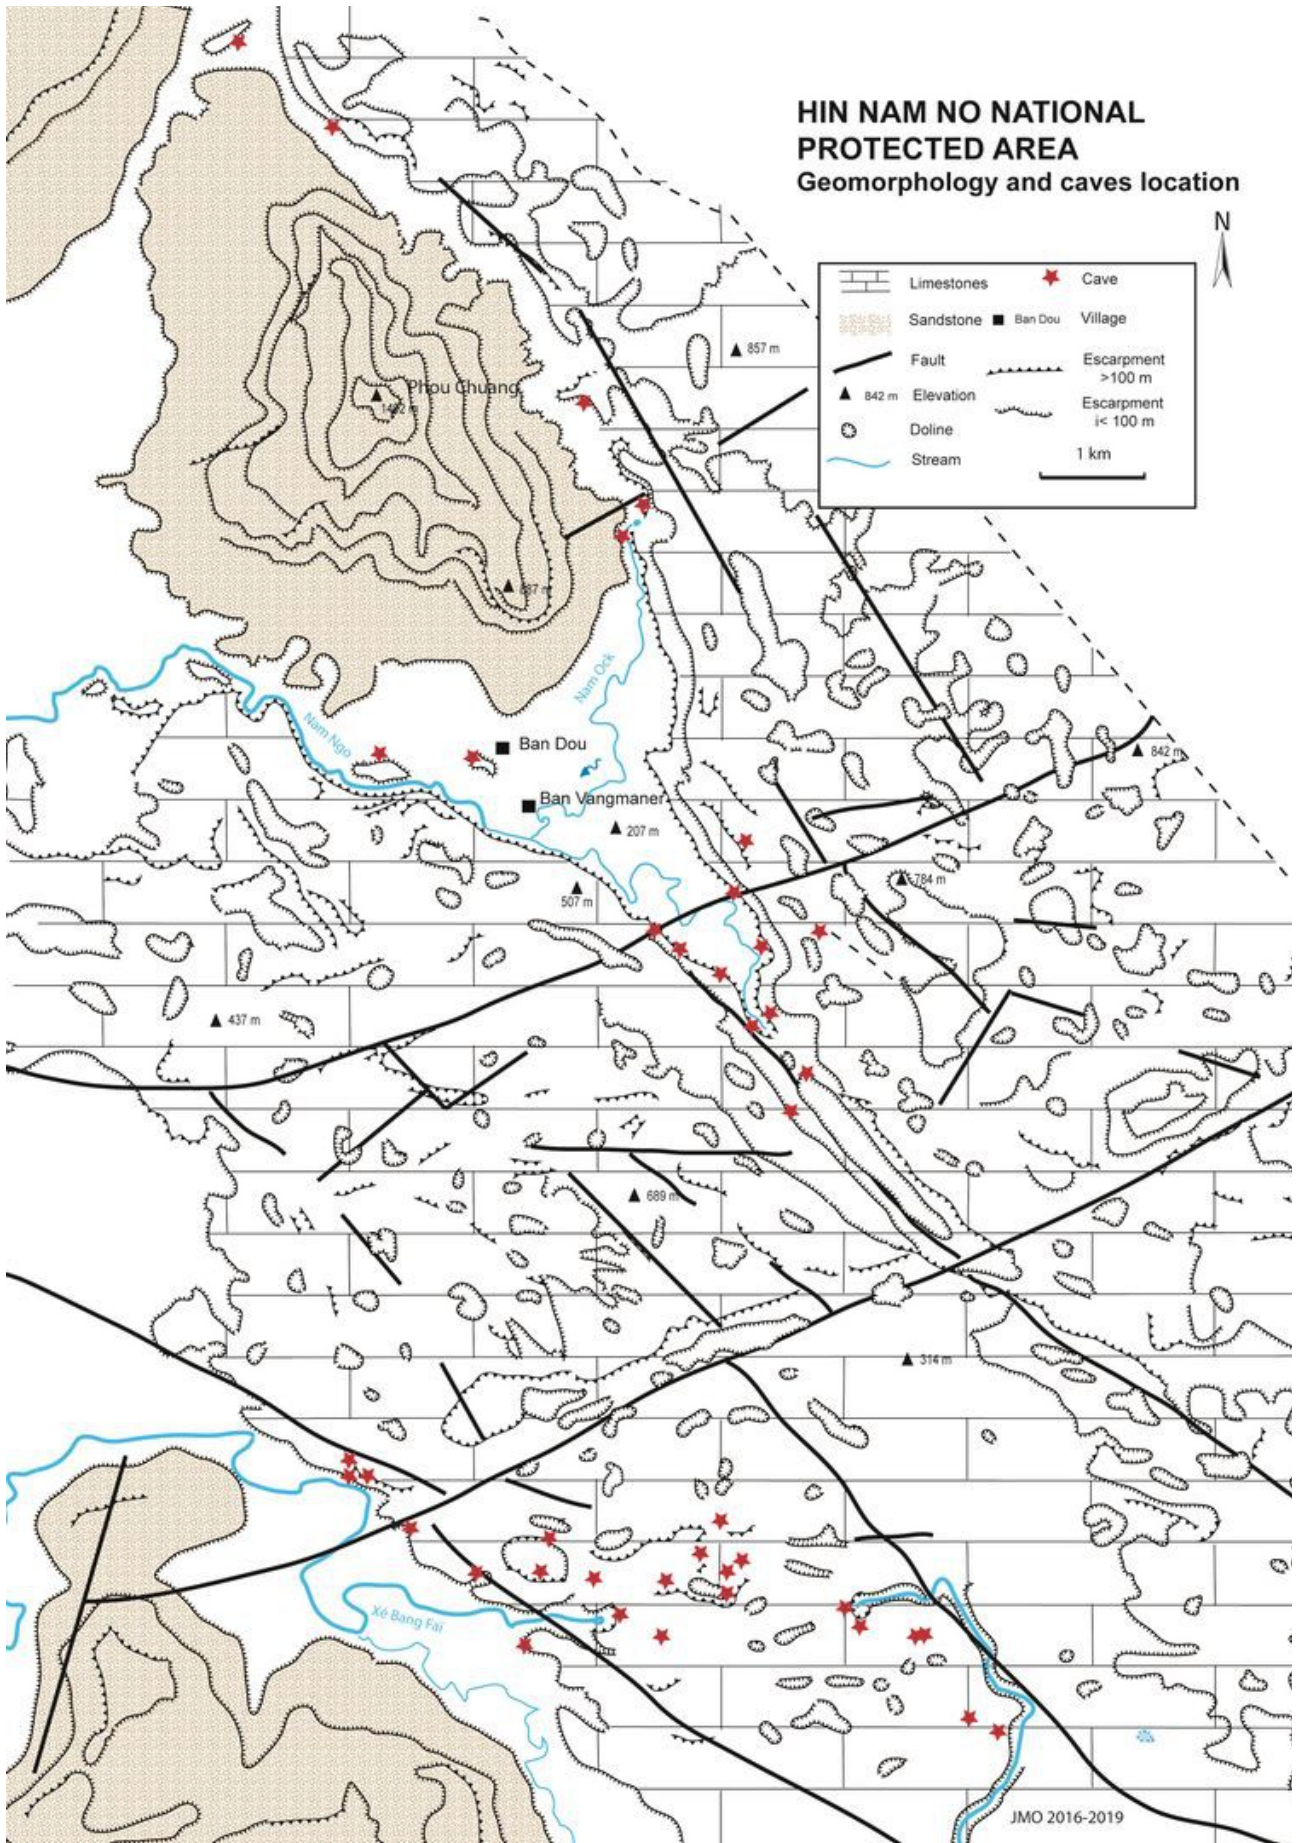 HIN NAM NO NATIONAL
PROTECTED AREA
Geomorphology and caves location
N
Limestones
Cave
Sandstone
Ban Dou
Village
Fault
Escarpment
>100 m
842 m
Elevation
Escarpment
i< 100 m
Doline
Stream
1 km
857 m
Phou Chuang
Nam Ock
Nam Ngo
Ban Dou
842 m
Ban Vangmaner
207 m
784 m
507 m
437 m
689 m
314 m
Xé Bang Fai
JMO 2016-2019